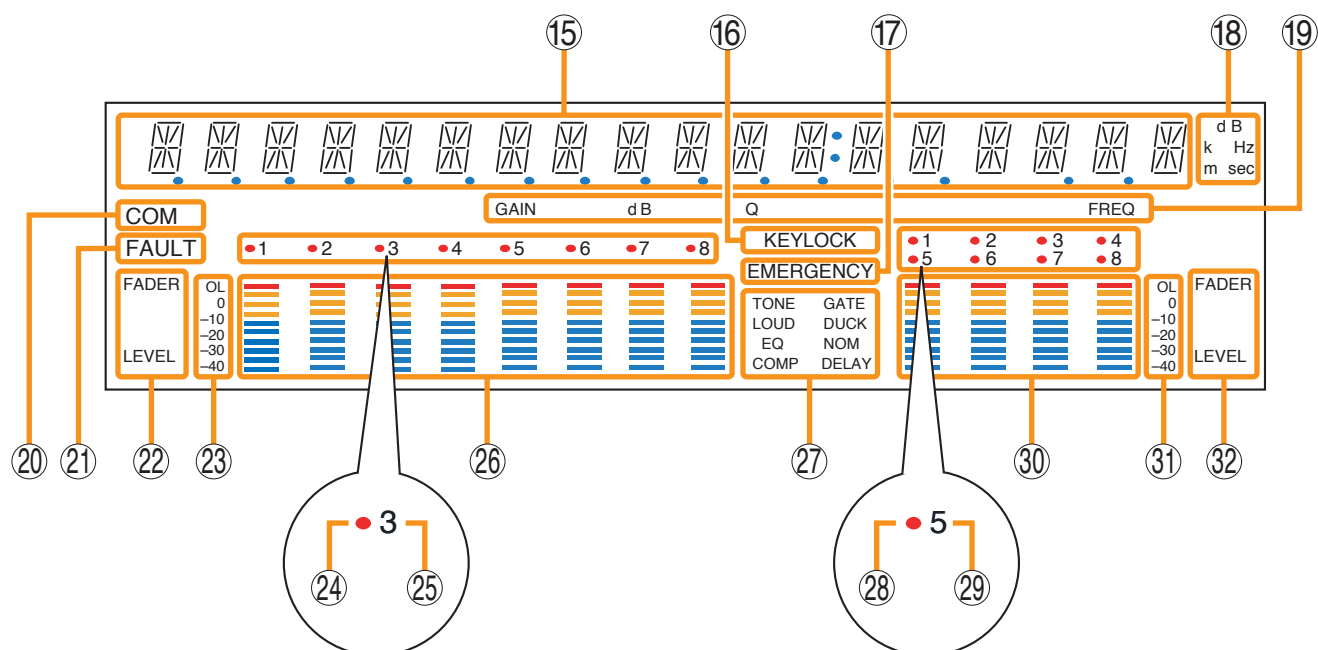 ⑮ ⑯ ⑰ ⑱ ⑲
dB
k Hz
m sec
COM
GAIN dB Q FREQ
FAULT
1 2 3 4 5 6 7 8
KEYLOCK
1 2 3 4
5 6 7 8
EMERGENCY
FADER
LEVEL
OL
0
–10
–20
–30
–40
TONE GATE
LOUD DUCK
EQ NOM
COMP DELAY
OL
0
–10
–20
–30
–40
FADER
LEVEL
⑳ ㉑ ㉒ ㉓ ㉖ ㉗ ㉚ ㉛ ㉜
3
㉔ ㉕
5
㉘ ㉙